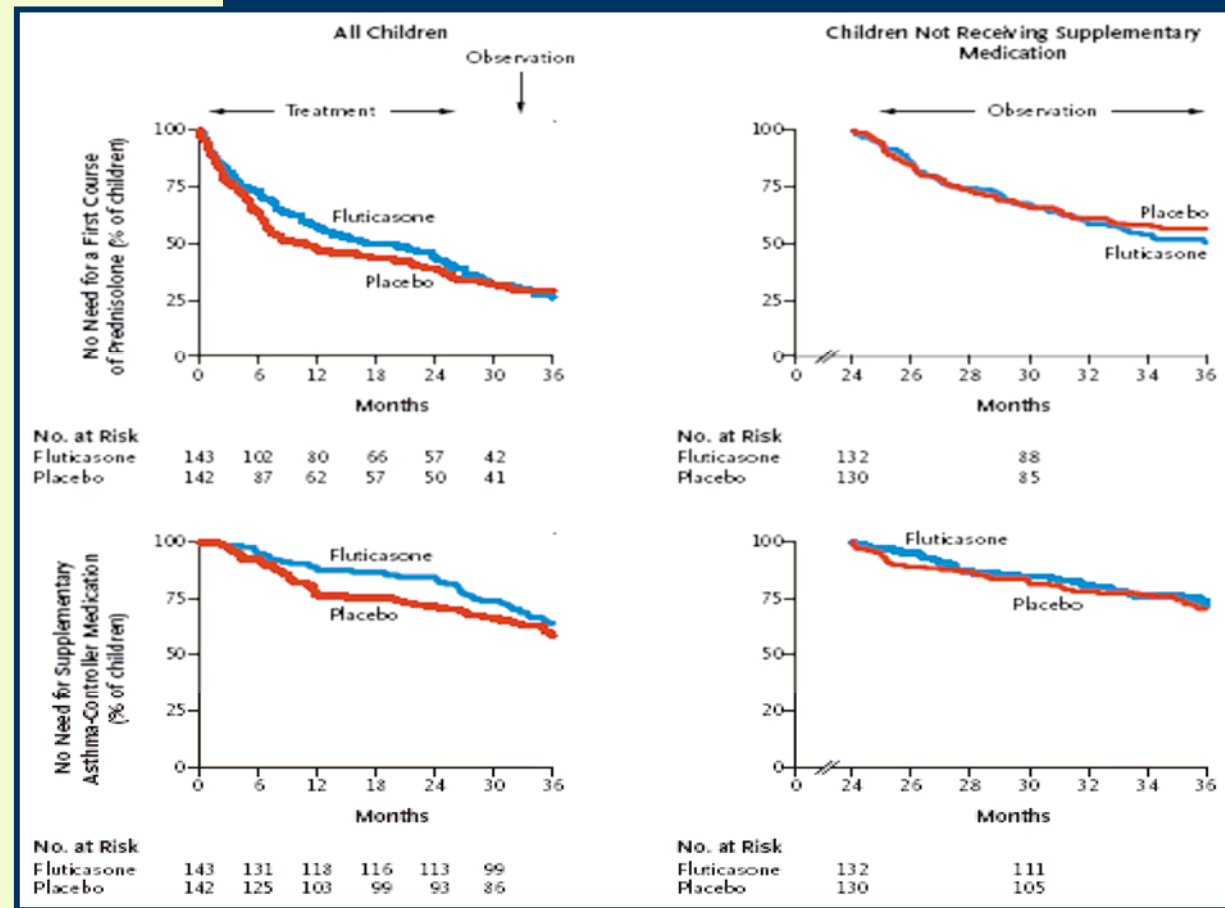 All Children
Observation
Treatment
No Need for a First Course
of Prednisolone (% of children)
100
75
50
25
0
Fluticasone
Placebo
0 6 12 18 24 30 36
Months
No. at Risk
Fluticasone 143 102 80 66 57 42
Placebo 142 87 62 57 50 41
Children Not Receiving Supplementary
Medication
Observation
100
75
50
25
0
Placebo
Fluticasone
0 24 26 28 30 32 34 36
Months
No. at Risk
Fluticasone 132 88
Placebo 130 85
No Need for Supplementary
Asthma-Controller Medication
(% of children)
100
75
50
25
0
Fluticasone
Placebo
0 6 12 18 24 30 36
Months
No. at Risk
Fluticasone 143 131 118 116 113 99
Placebo 142 125 103 99 93 86
100
75
50
20
0
Fluticasone
Placebo
0 24 26 28 30 32 34 36
Months
No. at Risk
Fluticasone 132 111
Placebo 130 105